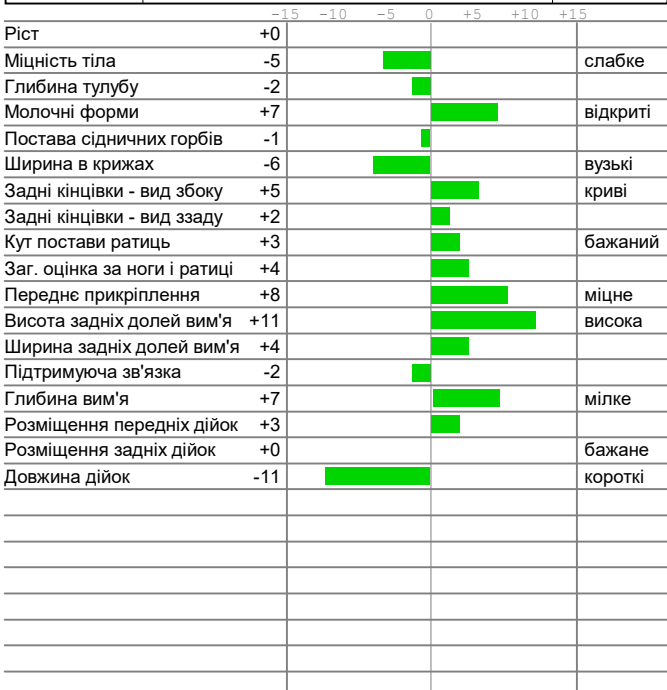 -15 -10 -5 0 +5 +10 +15
Ріст +0
Міцність тіла -5 слабке
Глибина тулубу -2
Молочні форми +7 відкриті
Постава сідничних горбів -1
Ширина в крижах -6 вузькі
Задні кінцівки - вид збоку +5 криві
Задні кінцівки - вид ззаду +2
Кут постави ратиць +3 бажаний
Заг. оцінка за ноги і ратиці +4
Переднє прикріплення +8 міцне
Висота задніх долей вим'я +11 висока
Ширина задніх долей вим'я +4
Підтримуюча зв'язка -2
Глибина вим'я +7 мілке
Розміщення передніх дійок +3
Розміщення задніх дійок +0 бажане
Довжина дійок -11 короткі